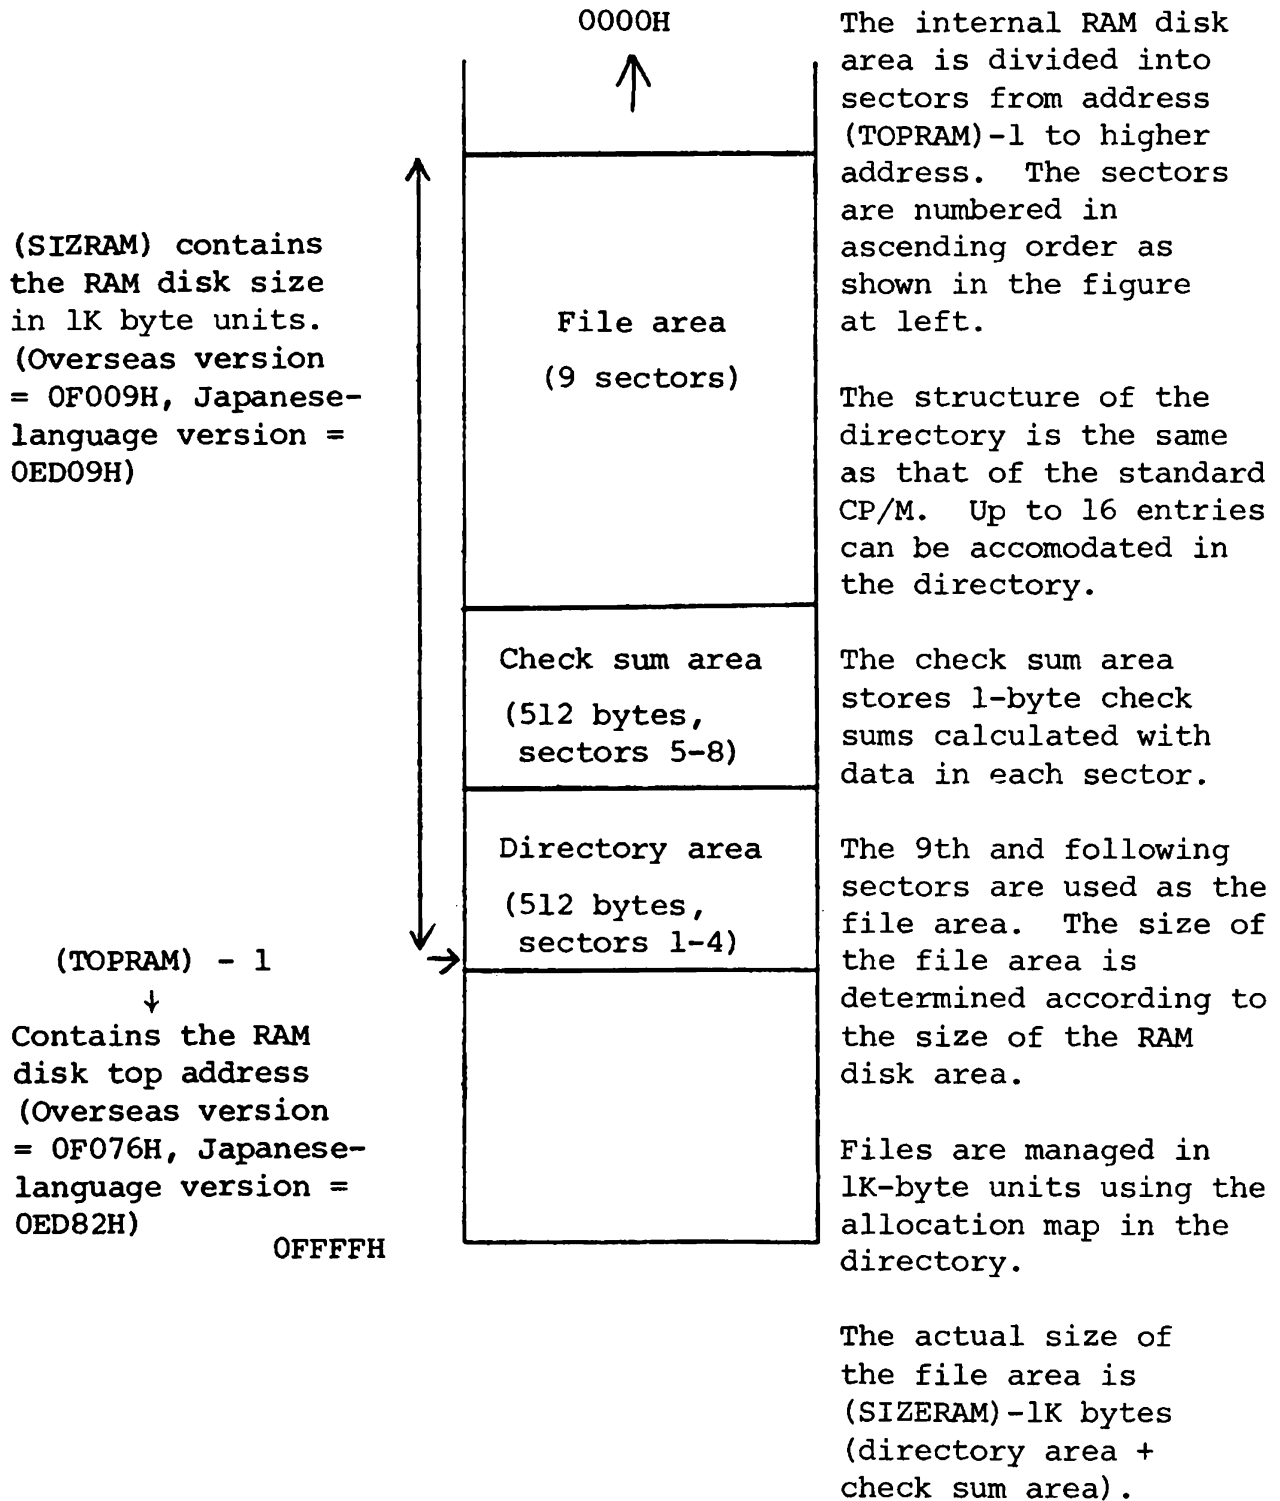 0000H
(SIZRAM) contains
the RAM disk size
in 1K byte units.
(Overseas version
= 0F009H, Japanese-
language version =
0ED09H)
File area
(9 sectors)
Check sum area
(512 bytes,
sectors 5-8)
Directory area
(512 bytes,
sectors 1-4)
(TOPRAM) - 1
Contains the RAM
disk top address
(Overseas version
= 0F076H, Japanese-
language version =
0ED82H)
0FFFFH
The internal RAM disk
area is divided into
sectors from address
(TOPRAM)-1 to higher
address. The sectors
are numbered in
ascending order as
shown in the figure
at left.
The structure of the
directory is the same
as that of the standard
CP/M. Up to 16 entries
can be accomodated in
the directory.
The check sum area
stores 1-byte check
sums calculated with
data in each sector.
The 9th and following
sectors are used as the
file area. The size of
the file area is
determined according to
the size of the RAM
disk area.
Files are managed in
1K-byte units using the
allocation map in the
directory.
The actual size of
the file area is
(SIZERAM)-1K bytes
(directory area +
check sum area).